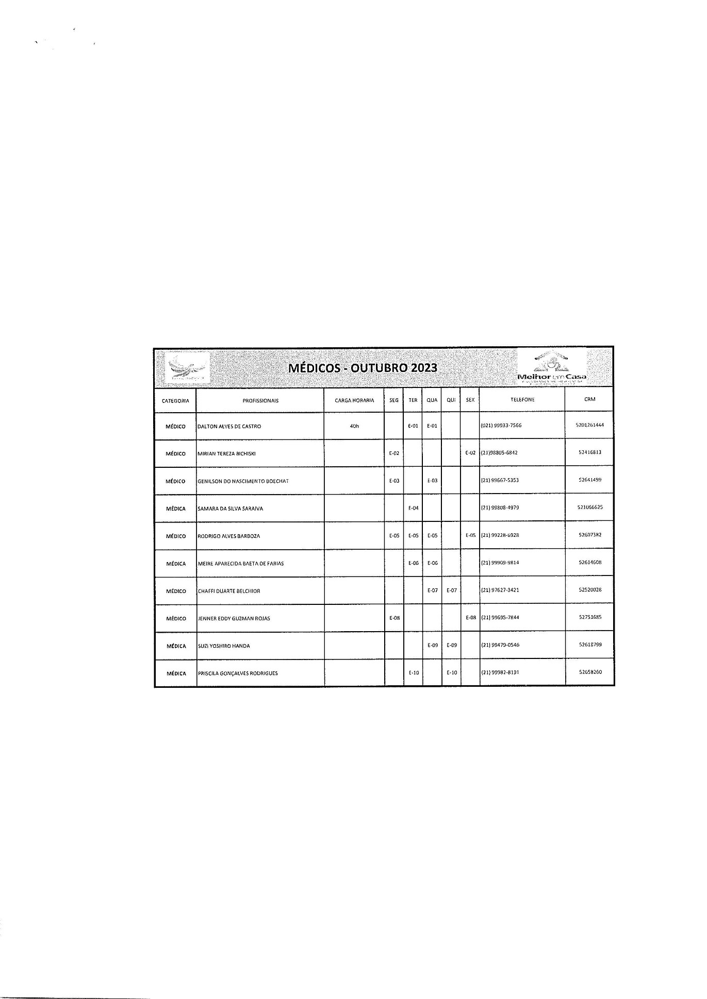 MÉDICOS - OUTUBRO 2023
Melhor em Casa
CATEGORIA PROFISSIONAIS CARGA HORARIA SEG TER QUA QUI SEX TELEFONE CRM
MÉDICO DALTON ALVES DE CASTRO 40h E-01 E-01 (021) 99933-7566 5201261444
MÉDICO MIRIAN TEREZA BICHISKI E-02 E-02 (21)98805-6842 52416813
MÉDICO GENILSON DO NASCIMENTO BOECHAT E-03 E-03 (21) 99667-5353 52641499
MÉDICA SAMARA DA SILVA SARAIVA E-04 (21) 99808-4979 521066625
MÉDICO RODRIGO ALVES BARBOZA E-05 E-05 E-05 E-05 (21) 99228-6928 52607382
MÉDICA MEIRE APARECIDA BAETA DE FARIAS E-06 E-06 (21) 99909-9814 52614608
MÉDICO CHAFFI DUARTE BELCHIOR E-07 E-07 (21) 97627-3421 52520028
MÉDICO JENNER EDDY GUZMAN ROJAS E-08 E-08 (21) 99695-7844 52751685
MÉDICA SUZI YOSHIRO HANDA E-09 E-09 (21) 99479-0546 52618799
MÉDICA PRISCILA GONÇALVES RODRIGUES E-10 E-10 (21) 99982-8191 52658260